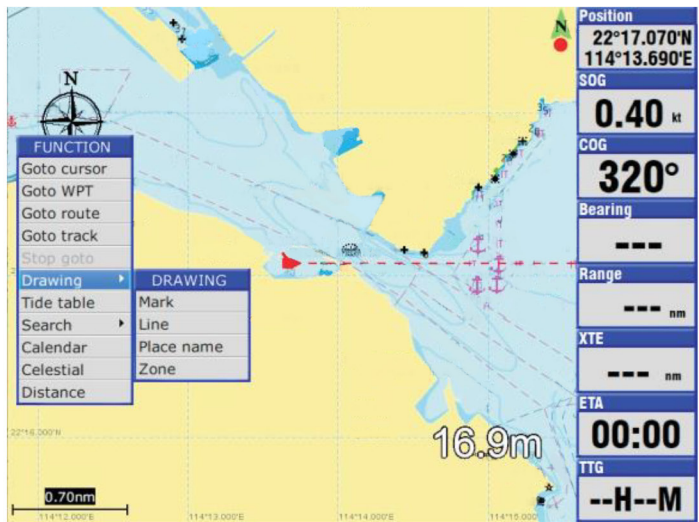 N
N
FUNCTION
Goto cursor
Goto WPT
Goto route
Goto track
Stop goto
Drawing
Tide table
Search
Calendar
Celestial
Distance
DRAWING
Mark
Line
Place name
Zone
16.9m
22°16.000'N
0.70nm
114°12.000'E
114°13.000'E
114°14.000'E
114°15.000
Position
22°17.070'N
114°13.690'E
SOG
0.40 kt
COG
320°
Bearing
---
Range
--- nm
XTE
--- nm
ETA
00:00
TTG
--H--M